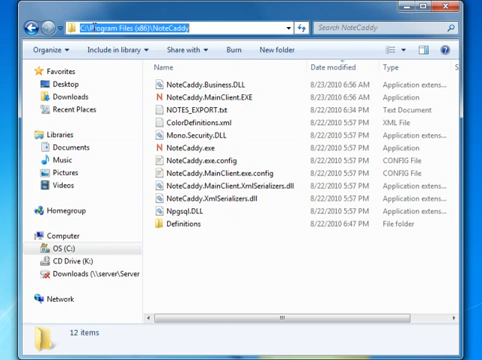 C:\Program Files (x86)\NoteCaddy
Search NoteCaddy
Organize Include in library Share with Burn New folder
Name Date modified Type
Favorites
Desktop
Downloads
Recent Places
Libraries
Documents
Music
Pictures
Videos
Homegroup
Computer
OS (C:)
CD Drive (K:)
Downloads (\\server\Server
Network
NoteCaddy.Business.DLL 8/23/2010 6:56 AM Application extens...
NoteCaddy.MainClient.EXE 8/23/2010 6:56 AM Application
NOTES_EXPORT.txt 8/22/2010 6:34 PM Text Document
ColorDefinitions.xml 8/22/2010 5:57 PM XML File
Mono.Security.DLL 8/22/2010 5:57 PM Application extens...
NoteCaddy.exe 8/22/2010 5:57 PM Application
NoteCaddy.exe.config 8/22/2010 5:57 PM CONFIG File
NoteCaddy.MainClient.exe.config 8/22/2010 5:57 PM CONFIG File
NoteCaddy.MainClient.XmlSerializers.dll 8/22/2010 5:57 PM Application extens...
NoteCaddy.XmlSerializers.dll 8/22/2010 5:57 PM Application extens...
Npgsql.DLL 8/22/2010 5:57 PM Application extens...
Definitions 8/22/2010 6:47 PM File folder
12 items